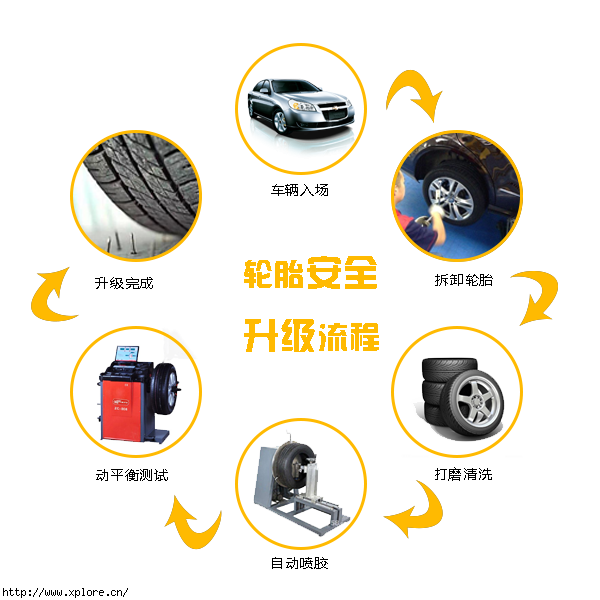 车辆入场
拆卸轮胎
打磨清洗
自动喷胶
动平衡测试
升级完成
轮胎安全
升级流程
http://www.xplore.cn/